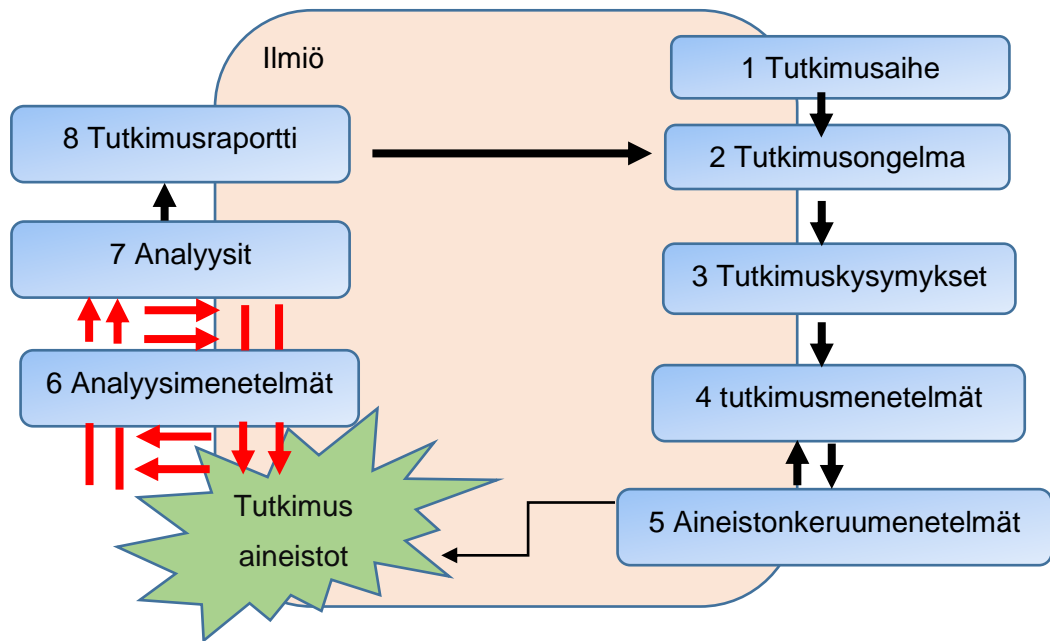 Ilmiö
1 Tutkimusaihe
2 Tutkimusongelma
3 Tutkimuskysymykset
4 tutkimusmenetelmät
5 Aineistonkeruumenetelmät
Tutkimus
aineistot
6 Analyysimenetelmät
7 Analyysit
8 Tutkimusraportti